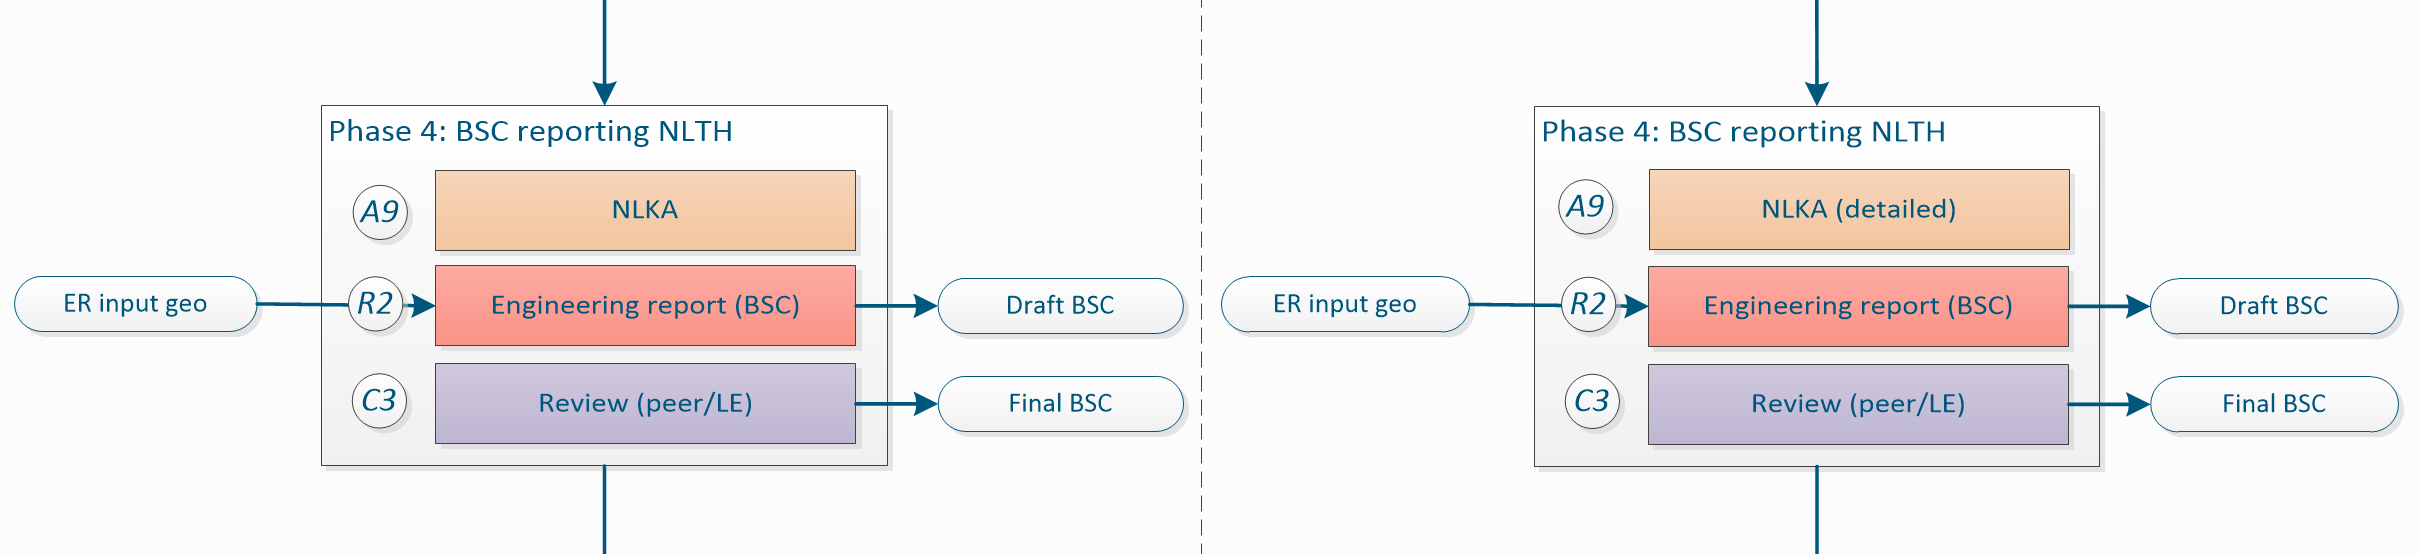 Phase 4: BSC reporting NLTH
A9
NLKA
ER input geo
R2
Engineering report (BSC)
Draft BSC
C3
Review (peer/LE)
Final BSC
Phase 4: BSC reporting NLTH
A9
NLKA (detailed)
ER input geo
R2
Engineering report (BSC)
Draft BSC
C3
Review (peer/LE)
Final BSC